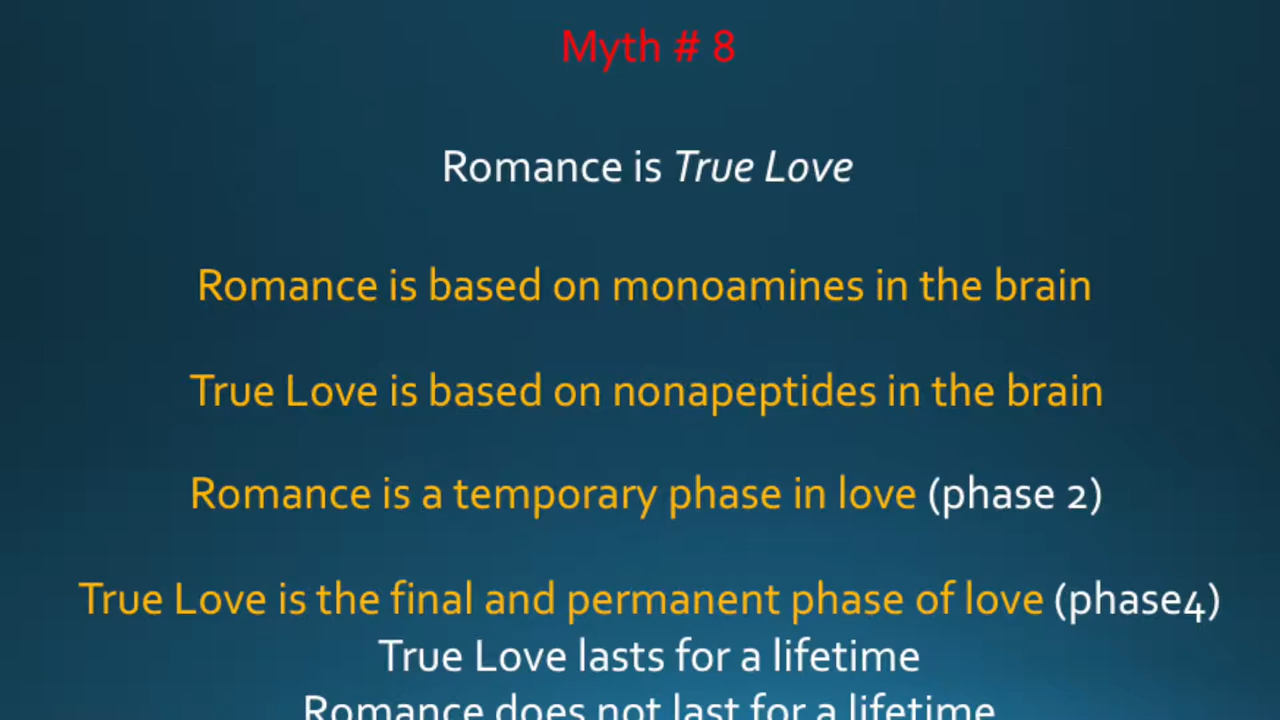 Myth # 8
Romance is True Love
Romance is based on monoamines in the brain
True Love is based on nonapeptides in the brain
Romance is a temporary phase in love (phase 2)
True Love is the final and permanent phase of love (phase4)
True Love lasts for a lifetime
Romance does not last for a lifetime